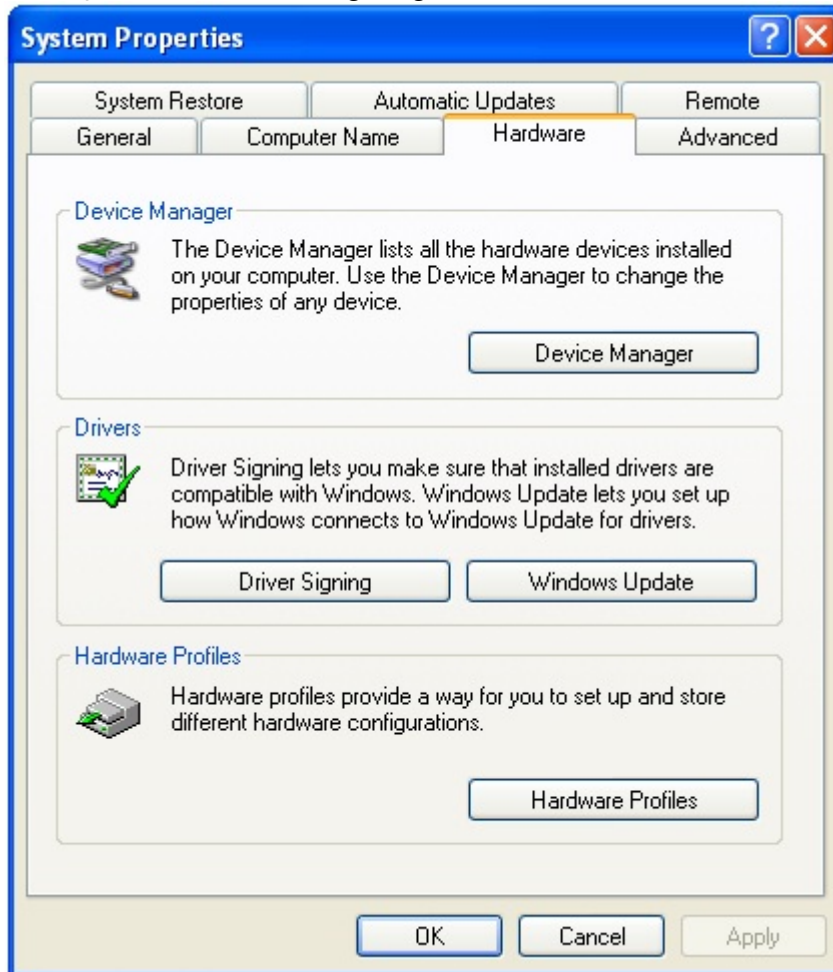 System Properties
System Restore Automatic Updates Remote
General Computer Name Hardware Advanced
Device Manager
The Device Manager lists all the hardware devices installed
on your computer. Use the Device Manager to change the
properties of any device.
Device Manager
Drivers
Driver Signing lets you make sure that installed drivers are
compatible with Windows. Windows Update lets you set up
how Windows connects to Windows Update for drivers.
Driver Signing Windows Update
Hardware Profiles
Hardware profiles provide a way for you to set up and store
different hardware configurations.
Hardware Profiles
OK Cancel Apply